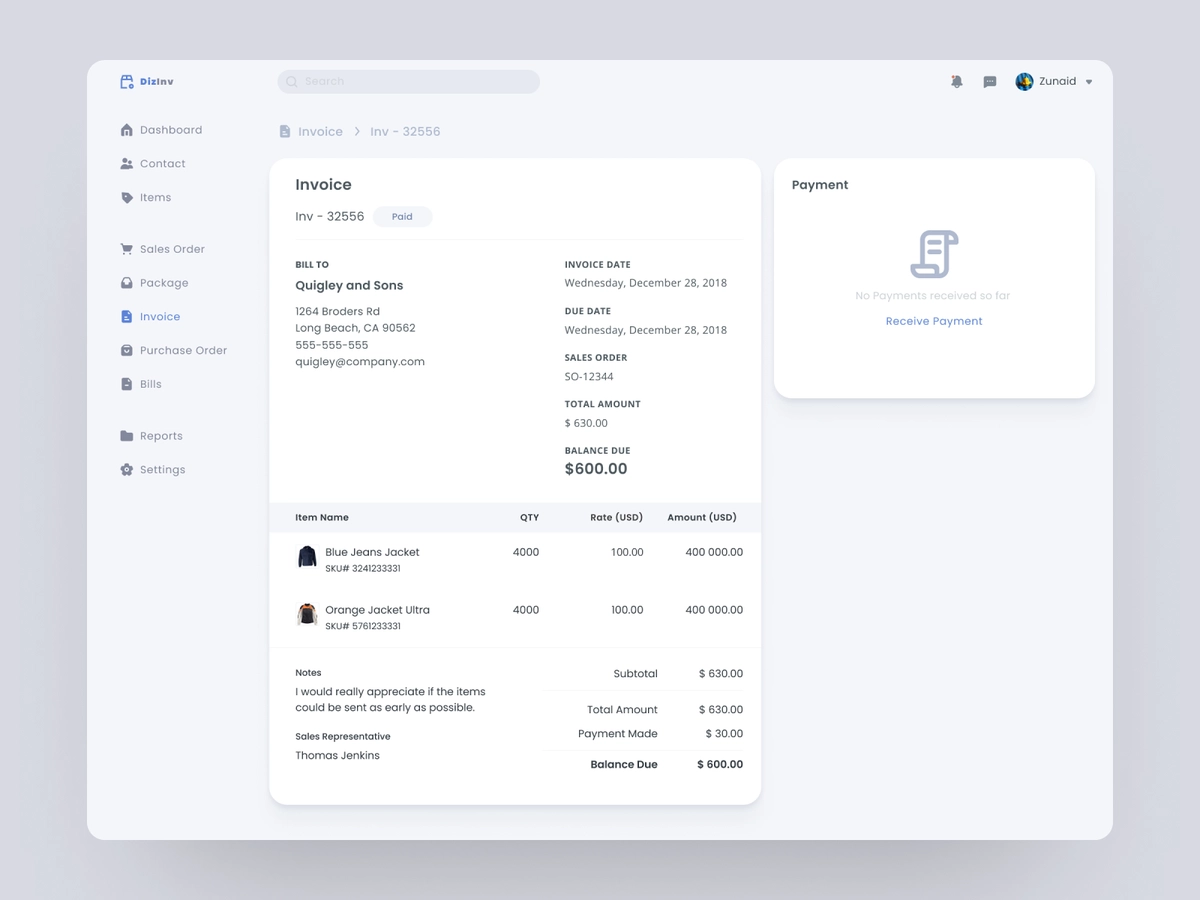 DizInv
Search
Zunaid
Dashboard
Contact
Items
Sales Order
Package
Invoice
Purchase Order
Bills
Reports
Settings
Invoice > Inv - 32556
Invoice
Inv - 32556 Paid
BILL TO
Quigley and Sons
1264 Broders Rd
Long Beach, CA 90562
555-555-555
quigley@company.com
INVOICE DATE
Wednesday, December 28, 2018
DUE DATE
Wednesday, December 28, 2018
SALES ORDER
SO-12344
TOTAL AMOUNT
$ 630.00
BALANCE DUE
$600.00
Item Name QTY Rate (USD) Amount (USD)
Blue Jeans Jacket 4000 100.00 400 000.00
SKU# 3241233331
Orange Jacket Ultra 4000 100.00 400 000.00
SKU# 5761233331
Notes
I would really appreciate if the items
could be sent as early as possible.
Sales Representative
Thomas Jenkins
Subtotal $ 630.00
Total Amount $ 630.00
Payment Made $ 30.00
Balance Due $ 600.00
Payment
No Payments received so far
Receive Payment